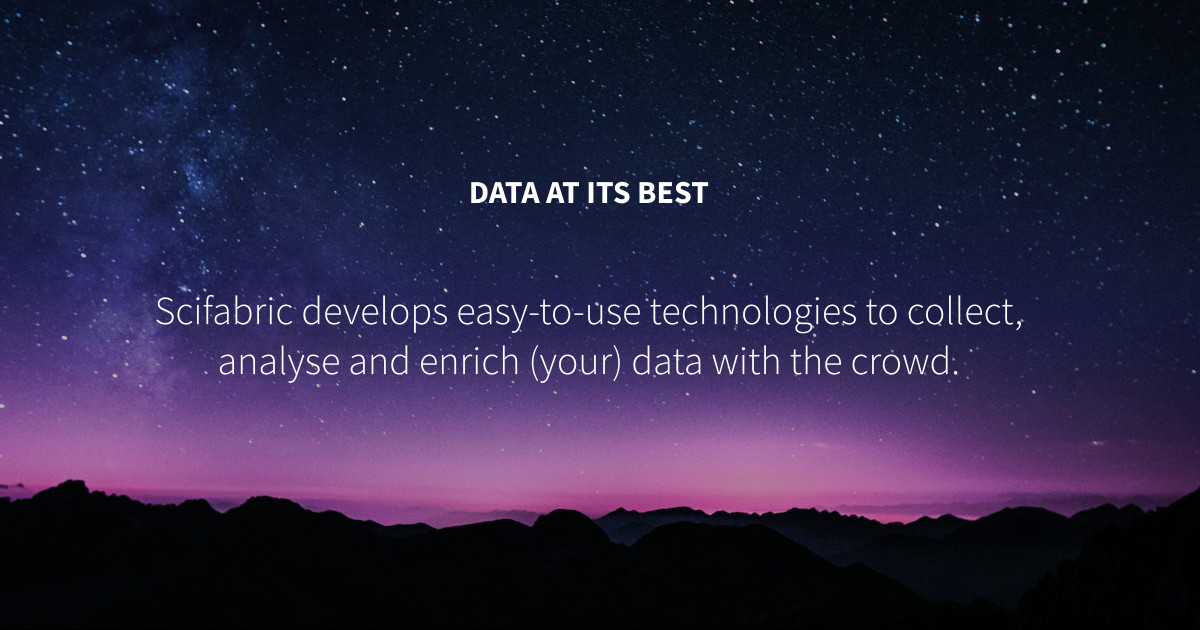 DATA AT ITS BEST
Scifabric develops easy-to-use technologies to collect,
analyse and enrich (your) data with the crowd.